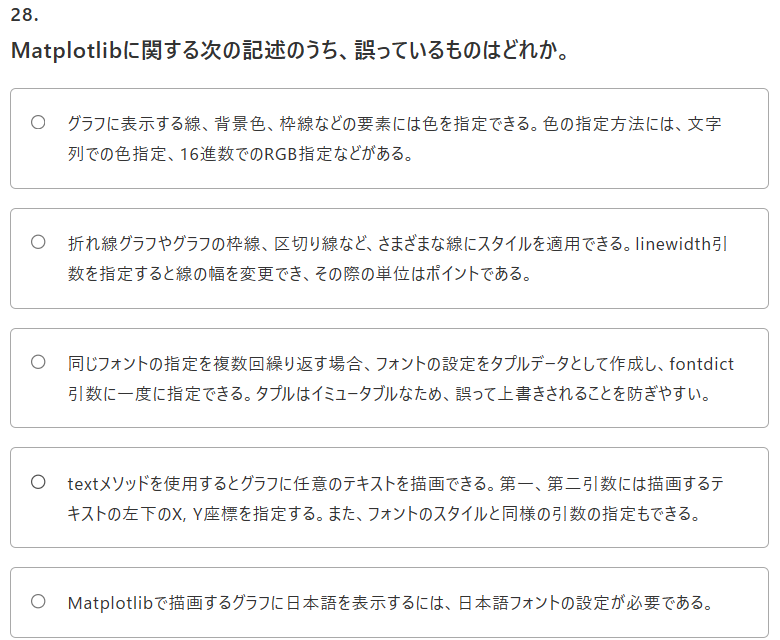 28.
Matplotlibに関する次の記述のうち、誤っているものはどれか。
グラフに表示する線、背景色、枠線などの要素には色を指定できる。色の指定方法には、文字
列での色指定、16進数でのRGB指定などがある。
折れ線グラフやグラフの枠線、区切り線など、さまざまな線にスタイルを適用できる。linewidth引
数を指定すると線の幅を変更でき、その際の単位はポイントである。
同じフォントの指定を複数回繰り返す場合、フォントの設定をタプルデータとして作成し、fontdict
引数に一度に指定できる。タプルはイミュータブルなため、誤って上書きされることを防ぎやすい。
textメソッドを使用するとグラフに任意のテキストを描画できる。第一、第二引数には描画するテ
キストの左下のX, Y座標を指定する。また、フォントのスタイルと同様の引数の指定もできる。
Matplotlibで描画するグラフに日本語を表示するには、日本語フォントの設定が必要である。